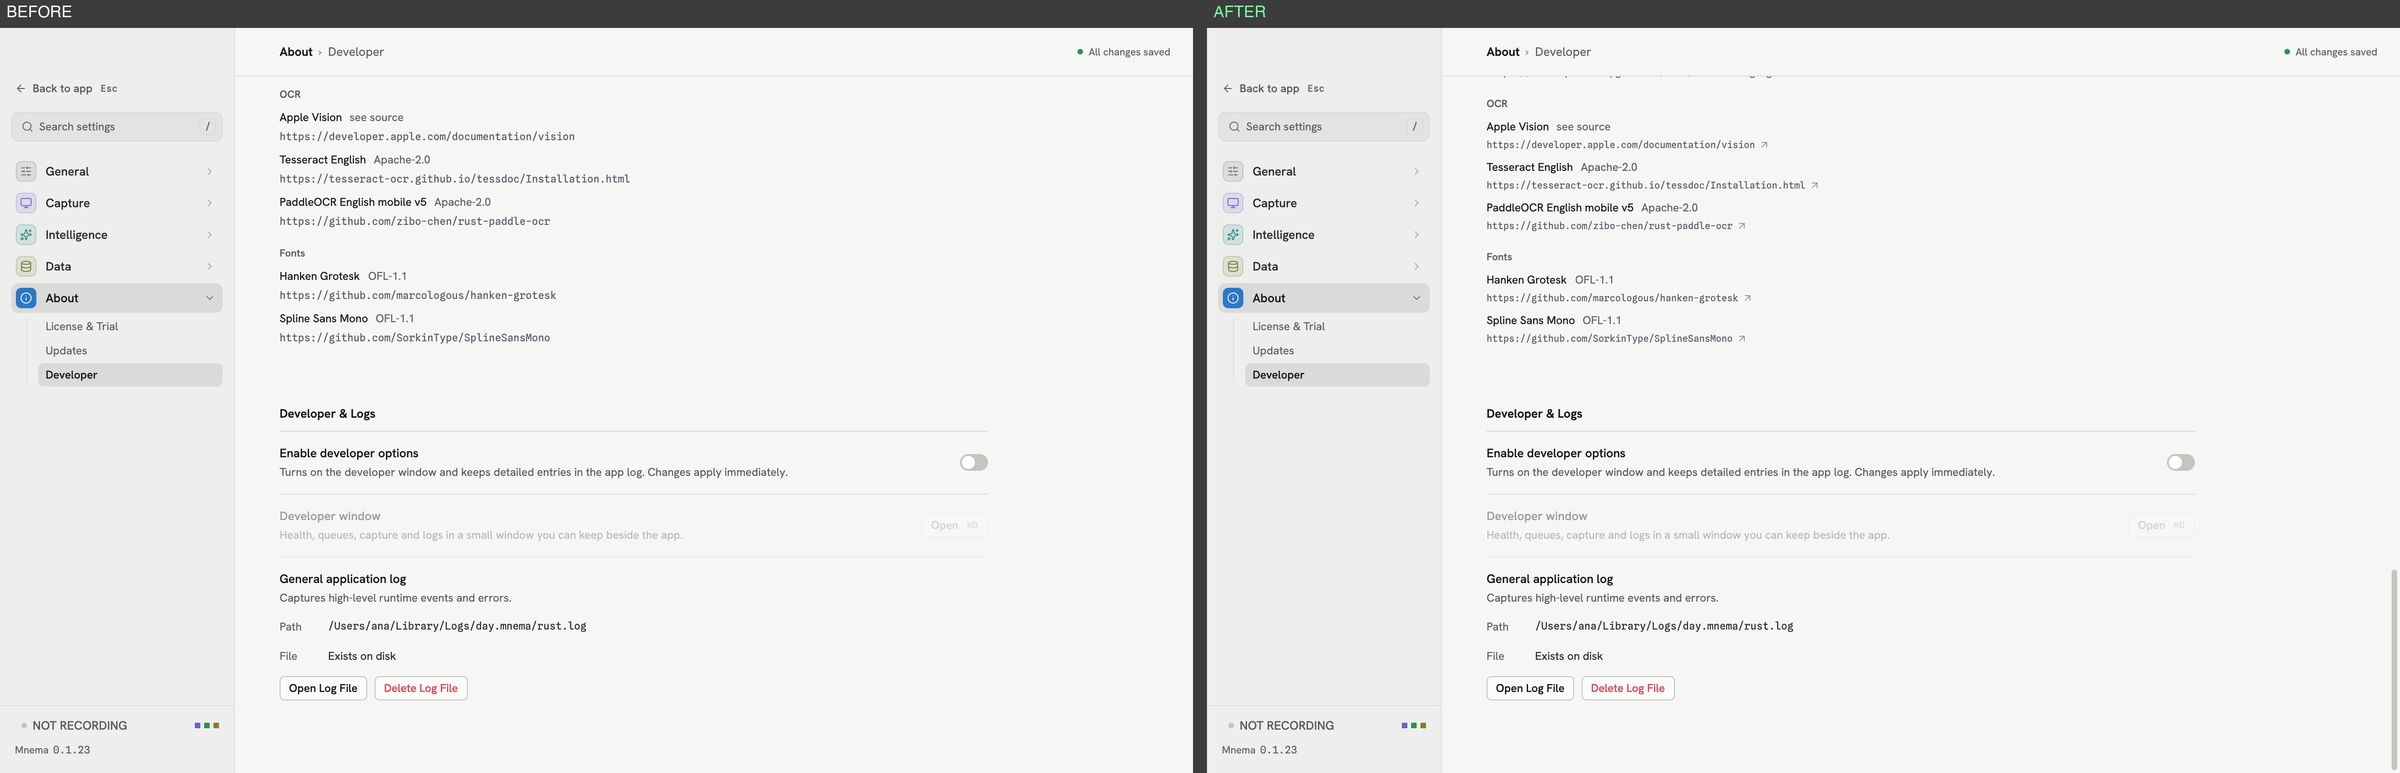 BEFORE
About › Developer
All changes saved
Back to app Esc
Search settings /
General
Capture
Intelligence
Data
About
License & Trial
Updates
Developer
NOT RECORDING
Mnema 0.1.23
OCR
Apple Vision see source
https://developer.apple.com/documentation/vision
Tesseract English Apache-2.0
https://tesseract-ocr.github.io/tessdoc/Installation.html
PaddleOCR English mobile v5 Apache-2.0
https://github.com/zibo-chen/rust-paddle-ocr
Fonts
Hanken Grotesk OFL-1.1
https://github.com/marcologous/hanken-grotesk
Spline Sans Mono OFL-1.1
https://github.com/SorkinType/SplineSansMono
Developer & Logs
Enable developer options
Turns on the developer window and keeps detailed entries in the app log. Changes apply immediately.
Developer window
Health, queues, capture and logs in a small window you can keep beside the app.
Open ⌘D
General application log
Captures high-level runtime events and errors.
Path /Users/ana/Library/Logs/day.mnema/rust.log
File Exists on disk
Open Log File Delete Log File
AFTER
About › Developer
All changes saved
Back to app Esc
Search settings /
General
Capture
Intelligence
Data
About
License & Trial
Updates
Developer
NOT RECORDING
Mnema 0.1.23
OCR
Apple Vision see source
https://developer.apple.com/documentation/vision ↗
Tesseract English Apache-2.0
https://tesseract-ocr.github.io/tessdoc/Installation.html ↗
PaddleOCR English mobile v5 Apache-2.0
https://github.com/zibo-chen/rust-paddle-ocr ↗
Fonts
Hanken Grotesk OFL-1.1
https://github.com/marcologous/hanken-grotesk ↗
Spline Sans Mono OFL-1.1
https://github.com/SorkinType/SplineSansMono ↗
Developer & Logs
Enable developer options
Turns on the developer window and keeps detailed entries in the app log. Changes apply immediately.
Developer window
Health, queues, capture and logs in a small window you can keep beside the app.
Open ⌘D
General application log
Captures high-level runtime events and errors.
Path /Users/ana/Library/Logs/day.mnema/rust.log
File Exists on disk
Open Log File Delete Log File